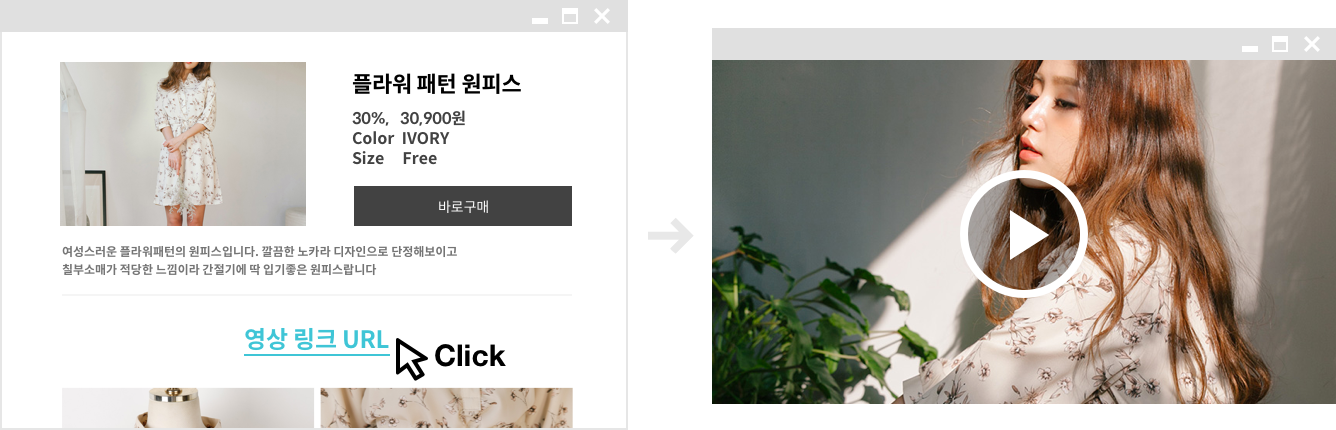 플라워 패턴 원피스
30%, 30,900원
Color IVORY
Size Free
바로구매
여성스러운 플라워패턴의 원피스입니다. 깔끔한 노카라 디자인으로 단정해보이고
칠부소매가 적당한 느낌이라 간절기에 딱 입기좋은 원피스랍니다
영상 링크 URL
Click